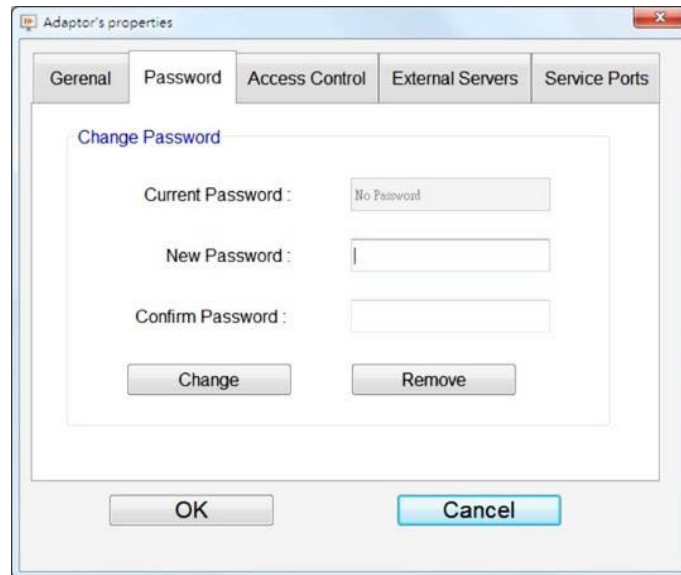 Adaptor's properties
Gerenal Password Access Control External Servers Service Ports
Change Password
Current Password : No Password
New Password :
Confirm Password :
Change Remove
OK Cancel